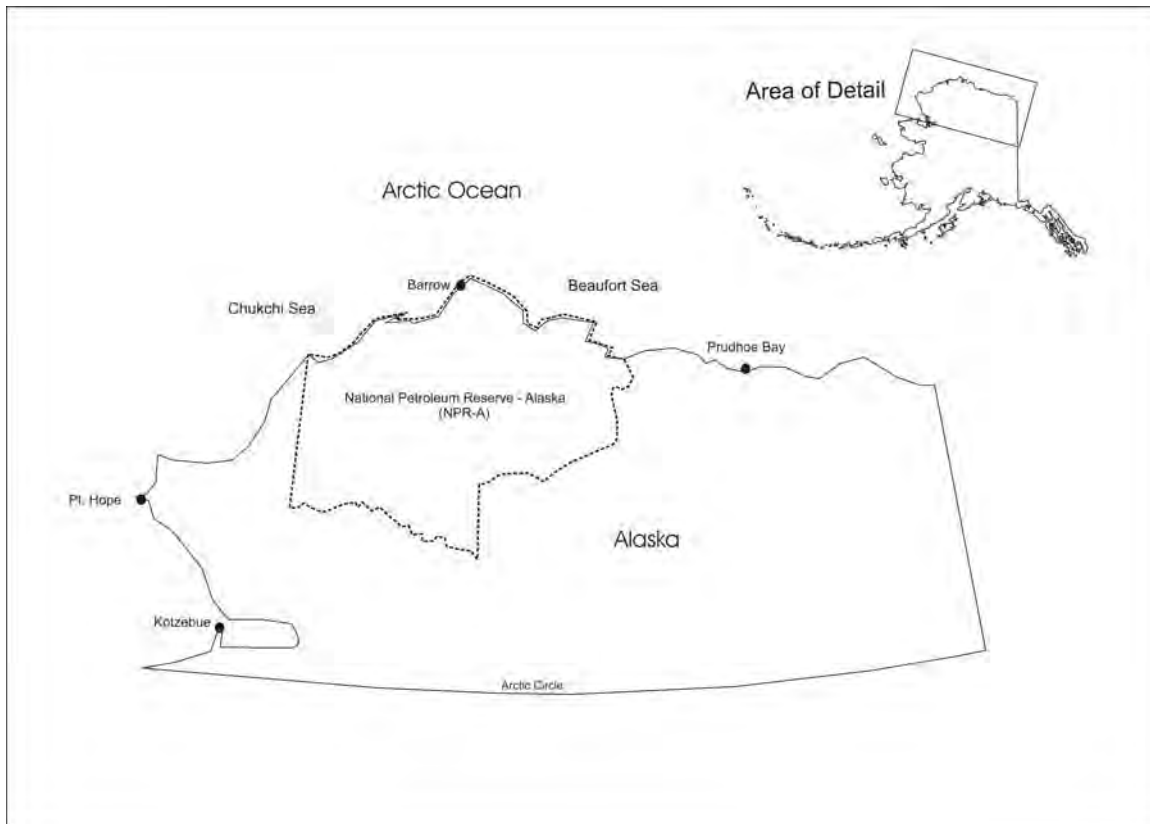 Area of Detail
Arctic Ocean
Barrow
Beaufort Sea
Chukchi Sea
Prudhoe Bay
National Petroleum Reserve - Alaska
(NPR-A)
Pt. Hope
Alaska
Kotzebue
Arctic Circle